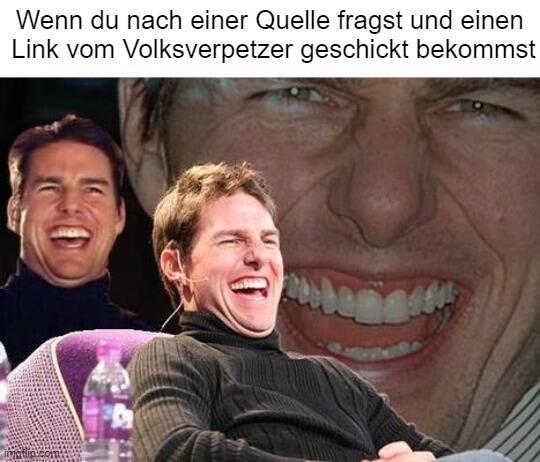 Wenn du nach einer Quelle fragst und einen
Link vom Volksverpetzer geschickt bekommst
imgflip.com